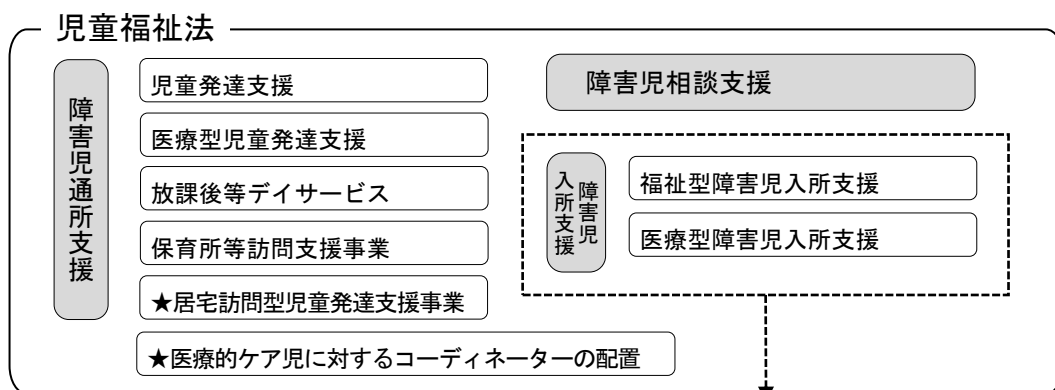 児童福祉法
障害児通所支援
児童発達支援
医療型児童発達支援
放課後等デイサービス
保育所等訪問支援事業
★居宅訪問型児童発達支援事業
★医療的ケア児に対するコーディネーターの配置
障害児相談支援
障害児
入所支援
福祉型障害児入所支援
医療型障害児入所支援